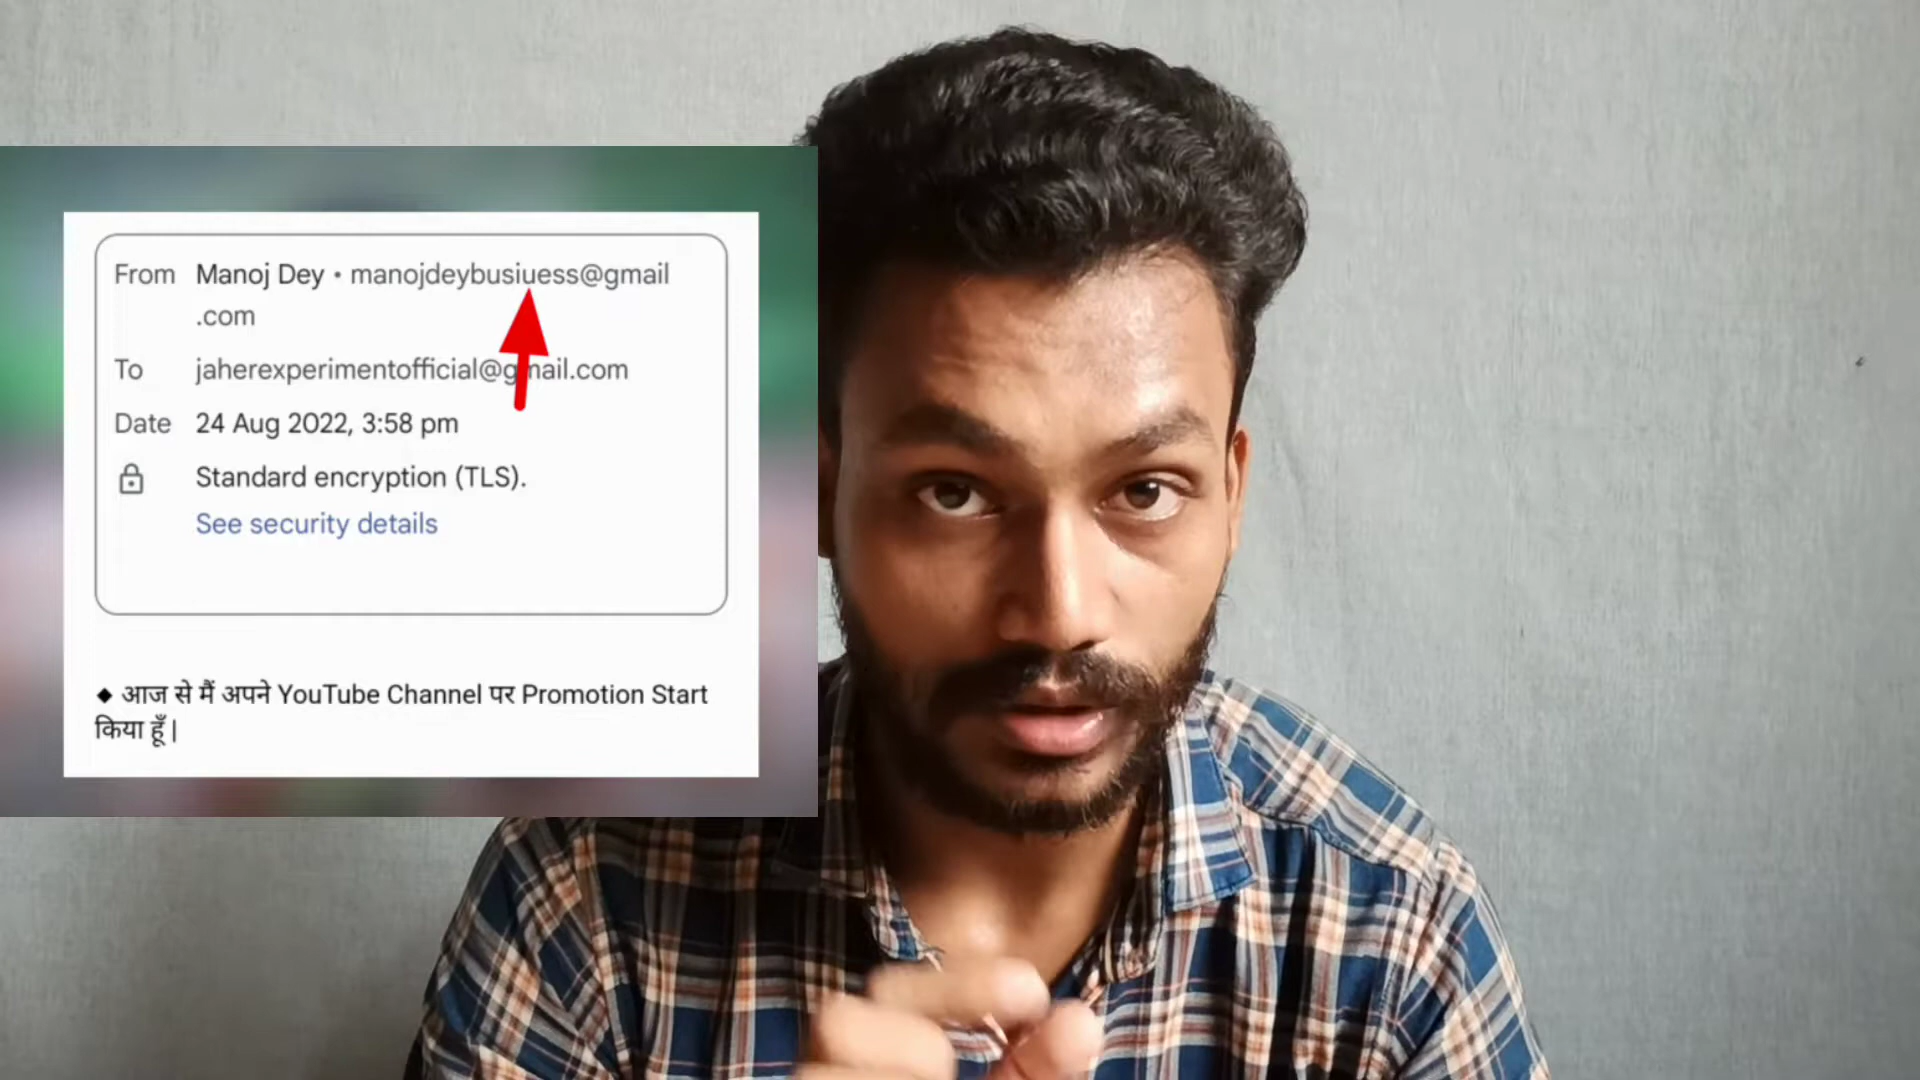 From Manoj Dey • manojdeybusiuess@gmail
.com
To jaherexperimentofficial@gmail.com
Date 24 Aug 2022, 3:58 pm
Standard encryption (TLS).
See security details
◆ आज से मैं अपने YouTube Channel पर Promotion Start
किया हूँ |